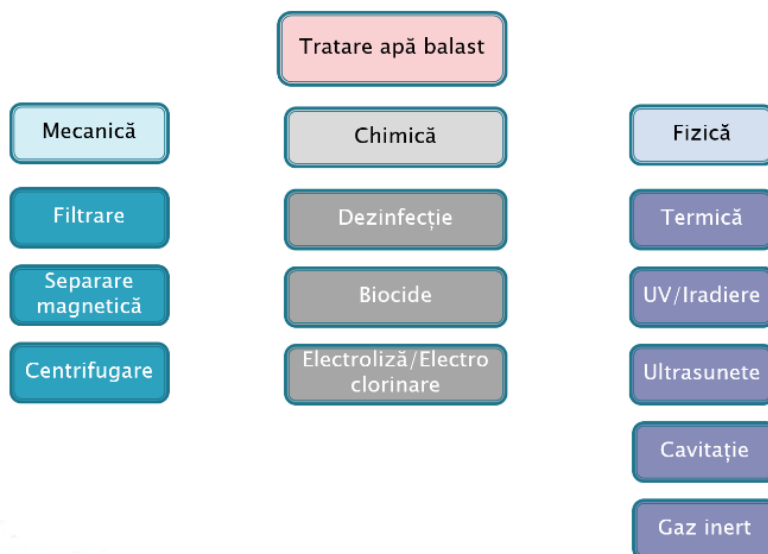 Tratare apă balast
Mecanică
Chimică
Fizică
Filtrare
Dezinfecție
Termică
Separare
magnetică
Biocide
UV/Iradiere
Centrifugare
Electroliză/Electro
clorinare
Ultrasunete
Cavitație
Gaz inert